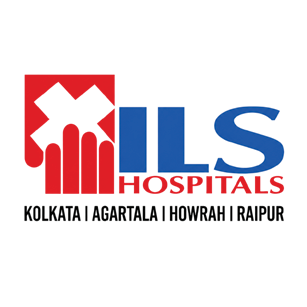 ILS
HOSPITALS
KOLKATA | AGARTALA | HOWRAH | RAIPUR